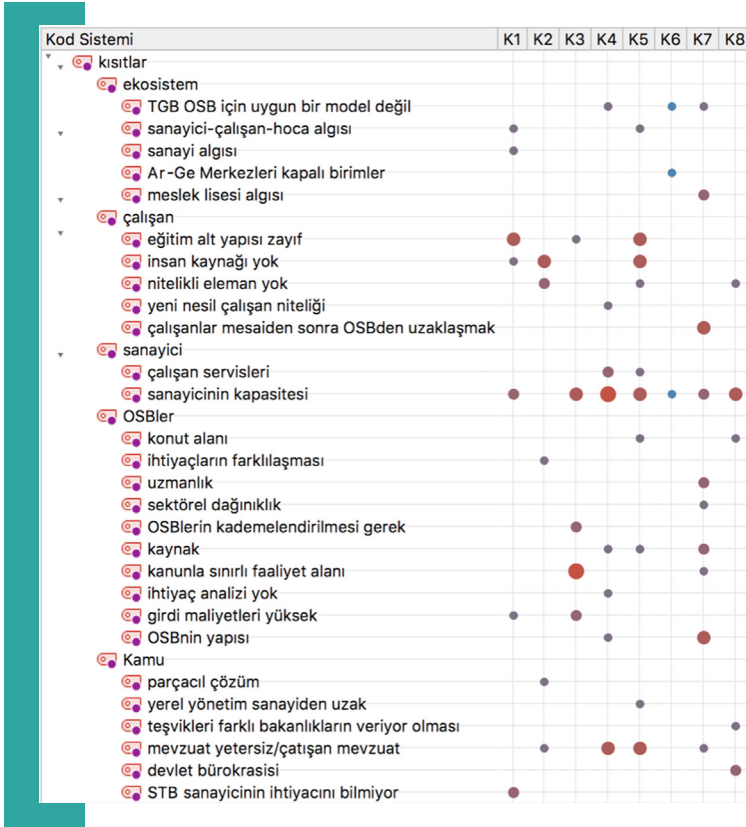 Kod Sistemi K1 K2 K3 K4 K5 K6 K7 K8
kısıtlar
ekosistem
TGB OSB için uygun bir model değil
sanayici-çalışan-hoca algısı
sanayi algısı
Ar-Ge Merkezleri kapalı birimler
meslek lisesi algısı
çalışan
eğitim alt yapısı zayıf
insan kaynağı yok
nitelikli eleman yok
yeni nesil çalışan niteliği
çalışanlar mesaiden sonra OSBden uzaklaşmak
sanayici
çalışan servisleri
sanayicinin kapasitesi
OSBler
konut alanı
ihtiyaçların farklılaşması
uzmanlık
sektörel dağınıklık
OSBlerin kademelendirilmesi gerek
kaynak
kanunla sınırlı faaliyet alanı
ihtiyaç analizi yok
girdi maliyetleri yüksek
OSBnin yapısı
Kamu
parçacıl çözüm
yerel yönetim sanayiden uzak
teşvikleri farklı bakanlıkların veriyor olması
mevzuat yetersiz/çatışan mevzuat
devlet bürokrasisi
STB sanayicinin ihtiyacını bilmiyor